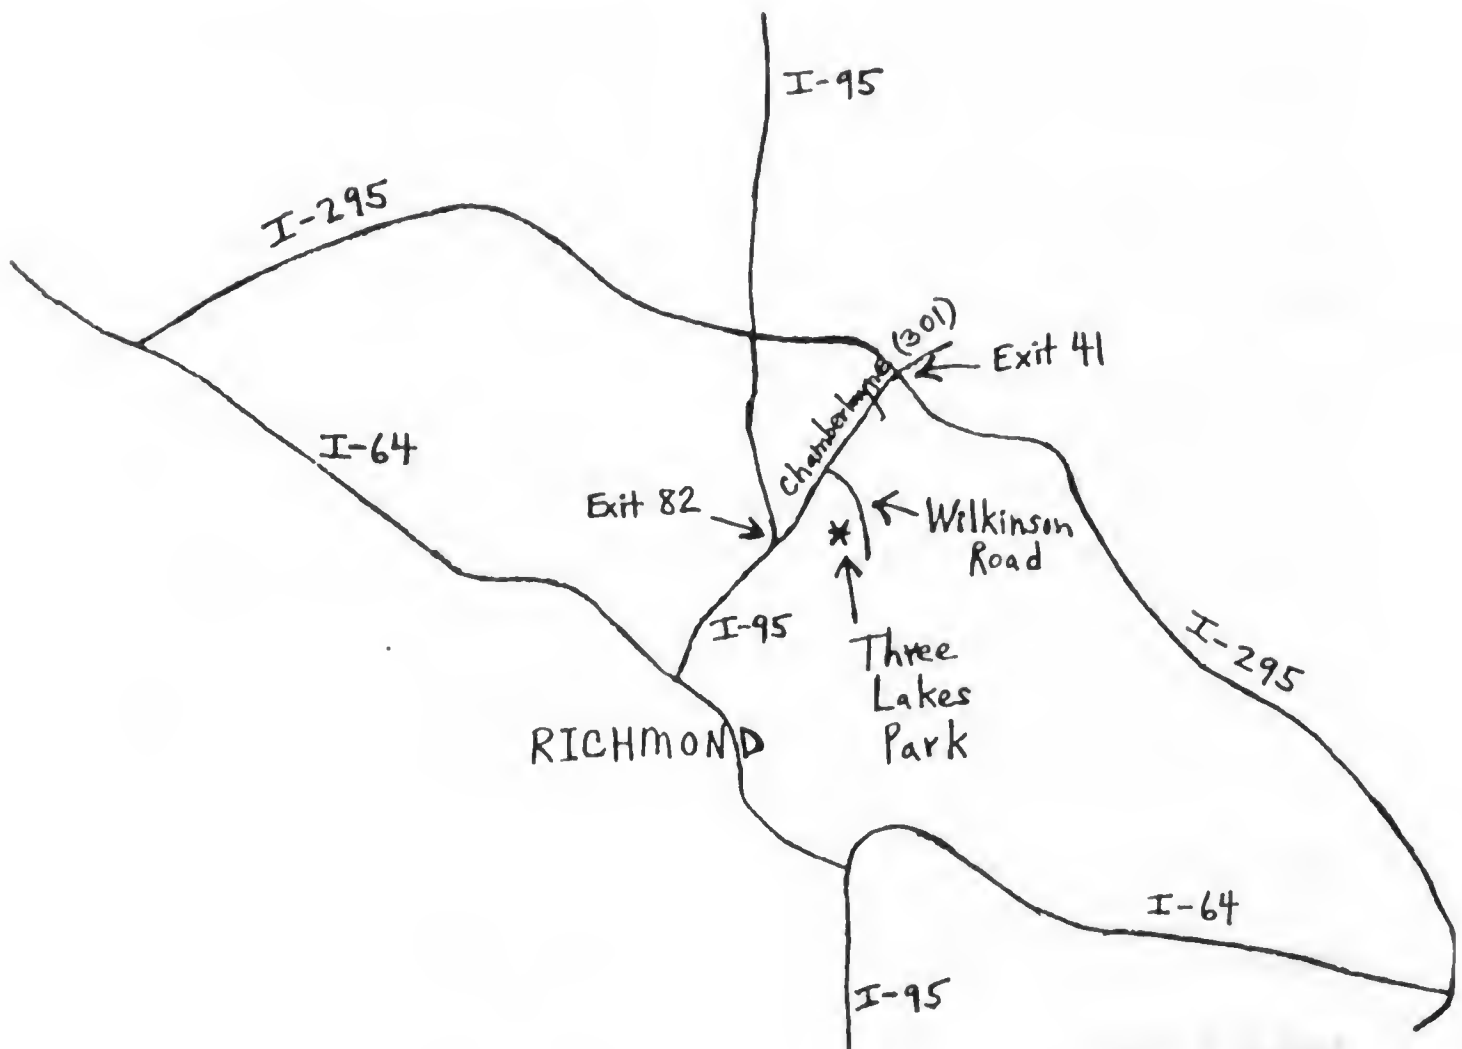 I-95
I-295
Chamberlayne (301)
Exit 41
I-64
Exit 82
Wilkinson
Road
I-95
Three
Lakes
Park
I-295
RICHMOND
I-64
I-95